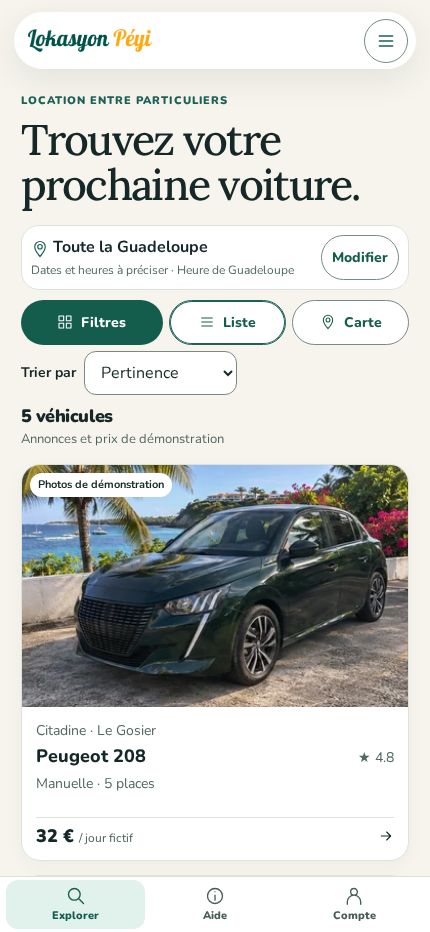 Lokasyon Péyi
LOCATION ENTRE PARTICULIERS
Trouvez votre
prochaine voiture.
Toute la Guadeloupe
Dates et heures à préciser · Heure de Guadeloupe
Modifier
Filtres
Liste
Carte
Trier par
Pertinence
5 véhicules
Annonces et prix de démonstration
Photos de démonstration
Citadine · Le Gosier
Peugeot 208
★ 4.8
Manuelle · 5 places
32 € / jour fictif
Explorer
Aide
Compte